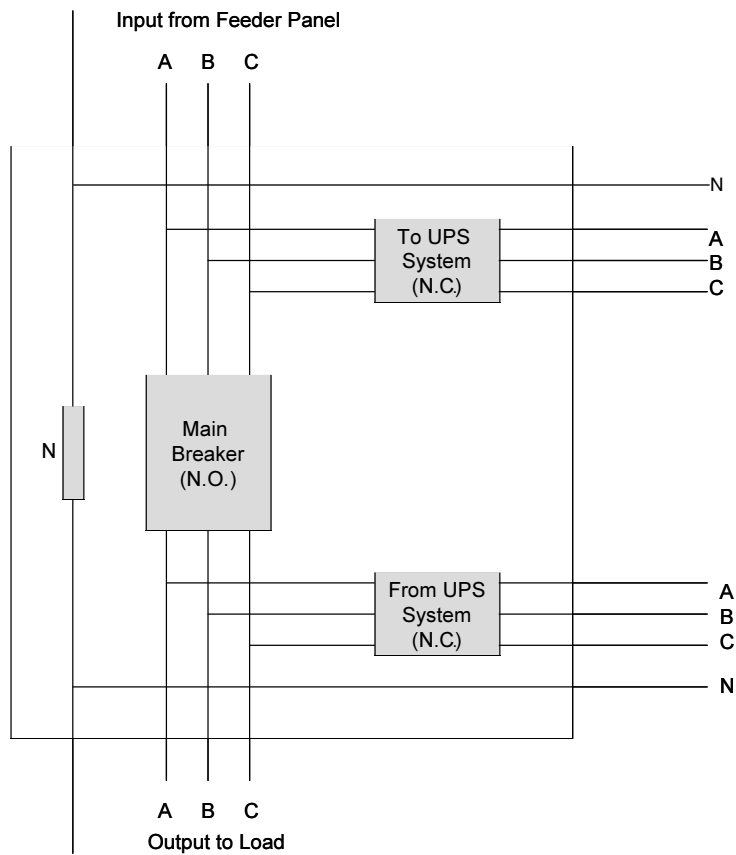 Input from Feeder Panel
A B C
N
To UPS
System
(N.C.)
A
B
C
N
Main
Breaker
(N.O.)
From UPS
System
(N.C.)
A
B
C
N
A B C
Output to Load